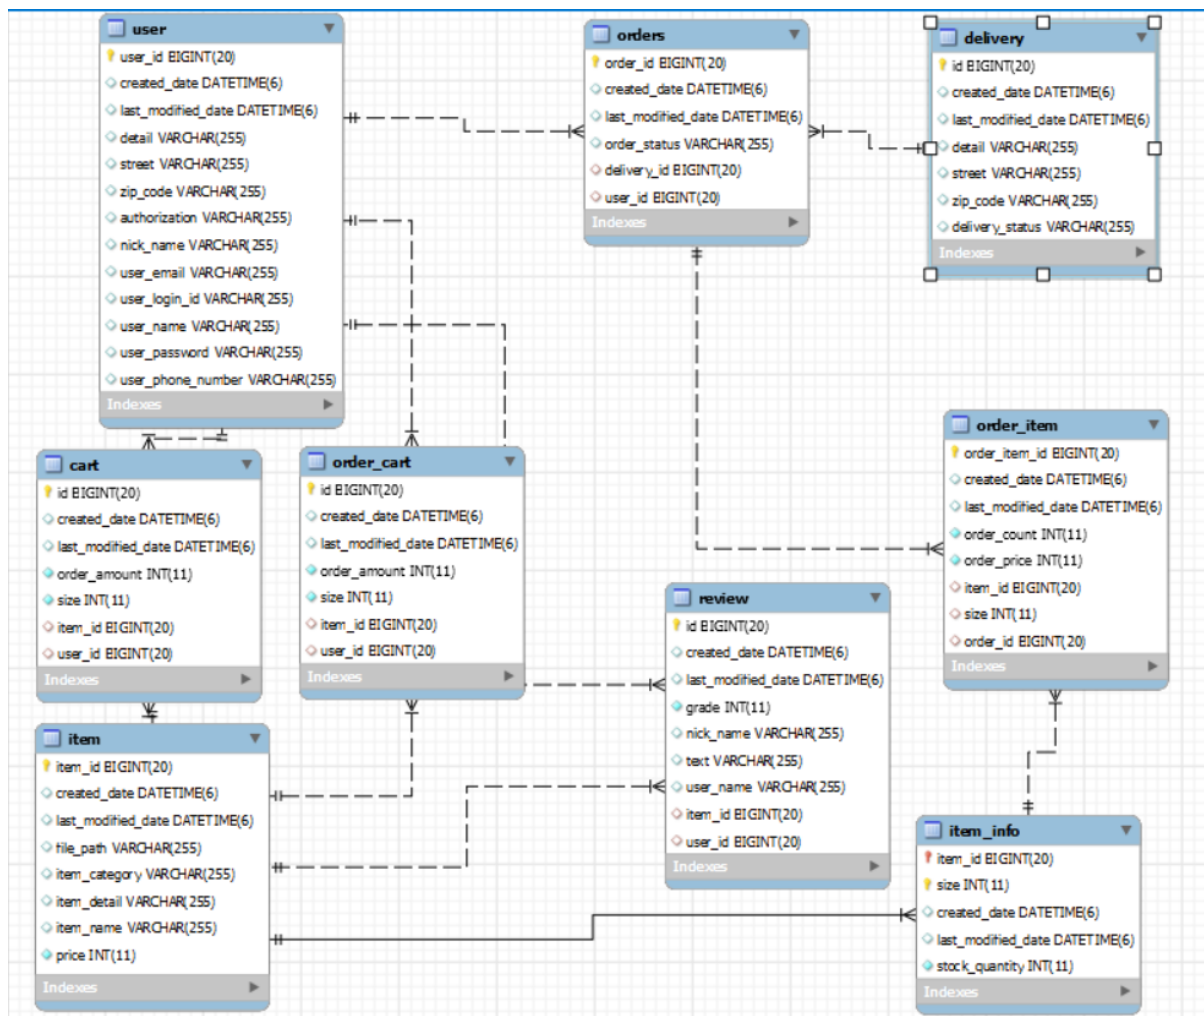 user
user_id BIGINT(20)
created_date DATETIME(6)
last_modified_date DATETIME(6)
detail VARCHAR(255)
street VARCHAR(255)
zip_code VARCHAR(255)
authorization VARCHAR(255)
nick_name VARCHAR(255)
user_email VARCHAR(255)
user_login_id VARCHAR(255)
user_name VARCHAR(255)
user_password VARCHAR(255)
user_phone_number VARCHAR(255)
Indexes
orders
order_id BIGINT(20)
created_date DATETIME(6)
last_modified_date DATETIME(6)
order_status VARCHAR(255)
delivery_id BIGINT(20)
user_id BIGINT(20)
Indexes
delivery
id BIGINT(20)
created_date DATETIME(6)
last_modified_date DATETIME(6)
detail VARCHAR(255)
street VARCHAR(255)
zip_code VARCHAR(255)
delivery_status VARCHAR(255)
Indexes
cart
id BIGINT(20)
created_date DATETIME(6)
last_modified_date DATETIME(6)
order_amount INT(11)
size INT(11)
item_id BIGINT(20)
user_id BIGINT(20)
Indexes
order_cart
id BIGINT(20)
created_date DATETIME(6)
last_modified_date DATETIME(6)
order_amount INT(11)
size INT(11)
item_id BIGINT(20)
user_id BIGINT(20)
Indexes
order_item
order_item_id BIGINT(20)
created_date DATETIME(6)
last_modified_date DATETIME(6)
order_count INT(11)
order_price INT(11)
item_id BIGINT(20)
size INT(11)
order_id BIGINT(20)
Indexes
review
id BIGINT(20)
created_date DATETIME(6)
last_modified_date DATETIME(6)
grade INT(11)
nick_name VARCHAR(255)
text VARCHAR(255)
user_name VARCHAR(255)
item_id BIGINT(20)
user_id BIGINT(20)
Indexes
item
item_id BIGINT(20)
created_date DATETIME(6)
last_modified_date DATETIME(6)
file_path VARCHAR(255)
item_category VARCHAR(255)
item_detail VARCHAR(255)
item_name VARCHAR(255)
price INT(11)
Indexes
item_info
item_id BIGINT(20)
size INT(11)
created_date DATETIME(6)
last_modified_date DATETIME(6)
stock_quantity INT(11)
Indexes